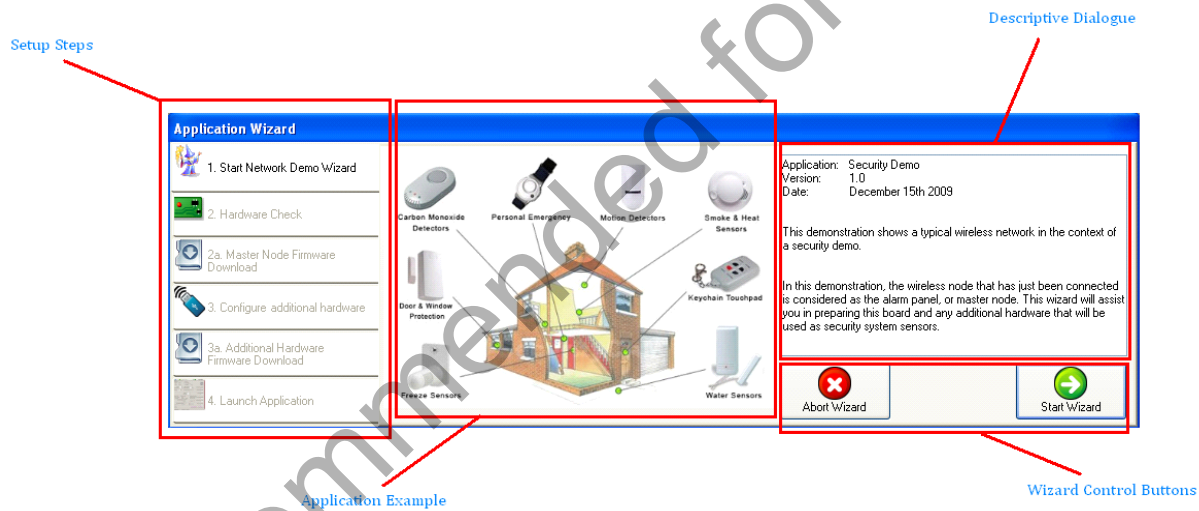 Descriptive Dialogue
Setup Steps
Application Wizard
1. Start Network Demo Wizard
2. Hardware Check
2a. Master Node Firmware
Download
3. Configure additional hardware
3a. Additional Hardware
Firmware Download
4. Launch Application
Carbon Monoxide
Detectors
Personal Emergency
Motion Detectors
Smoke & Heat
Sensors
Door & Window
Protection
Keychain Touchpad
Freeze Sensors
Water Sensors
Application: Security Demo
Version: 1.0
Date: December 15th 2009
This demonstration shows a typical wireless network in the context of
a security demo.
In this demonstration, the wireless node that has just been connected
is considered as the alarm panel, or master node. This wizard will assist
you in preparing this board and any additional hardware that will be
used as security system sensors.
Abort Wizard
Start Wizard
Application Example
Wizard Control Buttons
ommended for